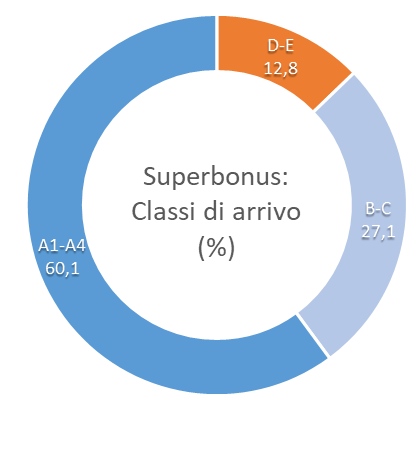 D-E
12,8
Superbonus:
Classi di arrivo
(%)
B-C
27,1
A1-A4
60,1